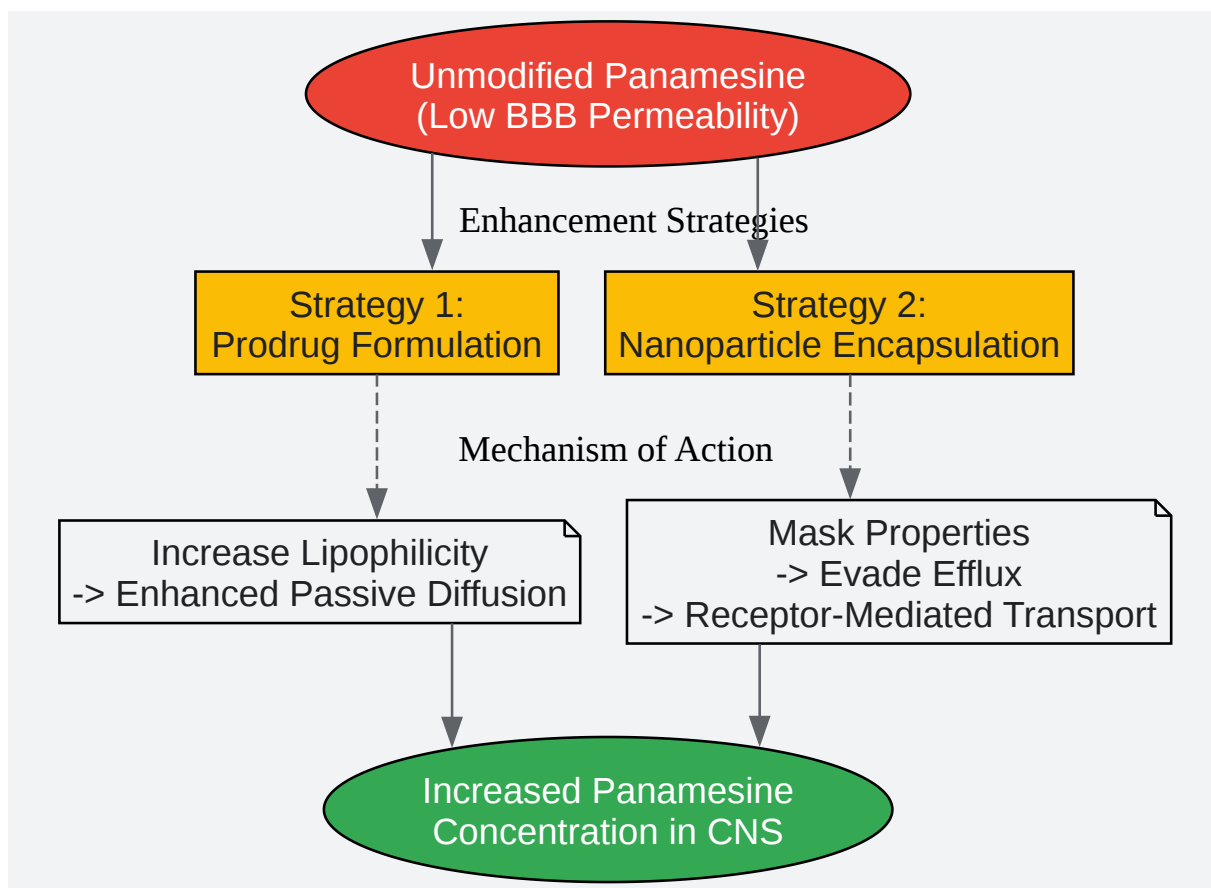 Unmodified Panamesine
(Low BBB Permeability)
Enhancement Strategies
Strategy 1:
Prodrug Formulation
Strategy 2:
Nanoparticle Encapsulation
Mechanism of Action
Increase Lipophilicity
-> Enhanced Passive Diffusion
Mask Properties
-> Evade Efflux
-> Receptor-Mediated Transport
Increased Panamesine
Concentration in CNS